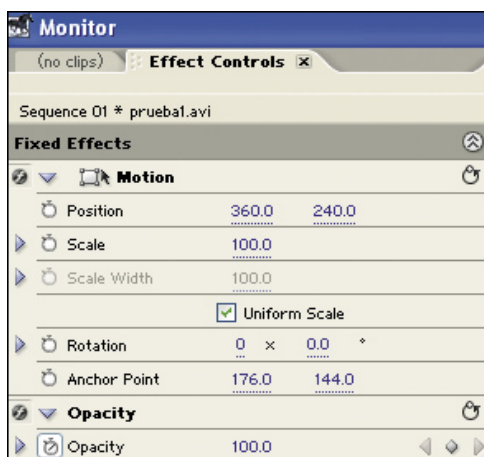 Monitor
(no clips) Effect Controls
Sequence 01 * prueba1.avi
Fixed Effects
Motion
Position 360.0 240.0
Scale 100.0
Scale Width 100.0
Uniform Scale
Rotation 0 x 0.0 °
Anchor Point 176.0 144.0
Opacity
Opacity 100.0